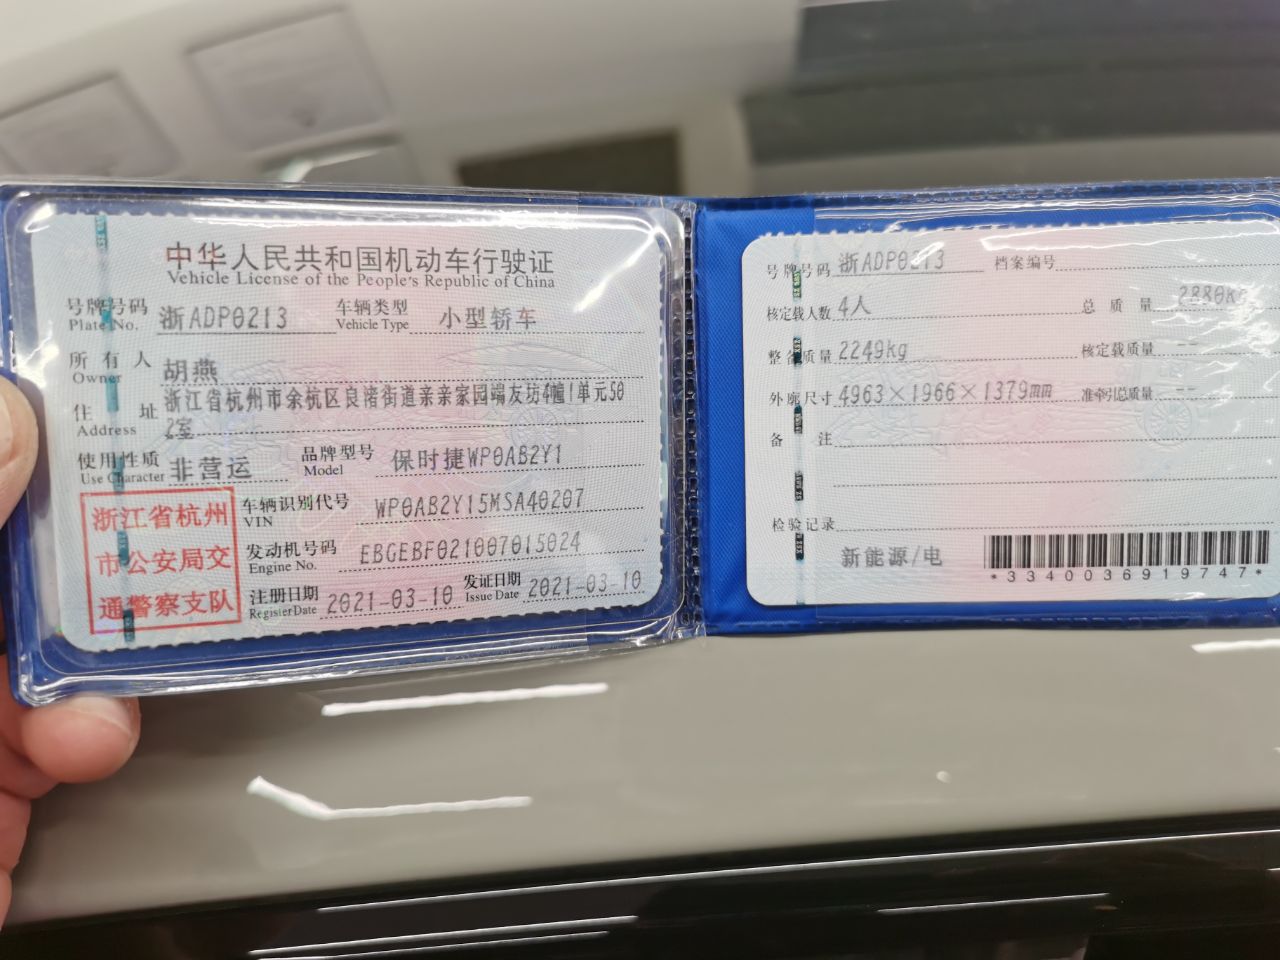 中华人民共和国机动车行驶证
Vehicle License of the People's Republic of China
号牌号码 浙ADP0213 车辆类型 小型轿车
Plate No. Vehicle Type
所有人 胡燕
Owner
住址 浙江省杭州市余杭区良渚街道亲亲家园端友坊4幢1单元50
Address 2室
使用性质 非营运 品牌型号 保时捷WP0AB2Y1
Use Character Model
浙江省杭州
市公安局交
通警察支队
车辆识别代号 WP0AB2Y15MSA40207
VIN
发动机号码 EBGEBF021007015024
Engine No.
注册日期 2021-03-10 发证日期 2021-03-10
Register Date Issue Date
号牌号码 浙ADP0213 档案编号
核定载人数 4人 总质量 2880kg
整备质量 2249kg 核定载质量 --
外廓尺寸 4963×1966×1379mm 准牵引总质量 --
备注
检验记录
新能源/电
*3340036919747*